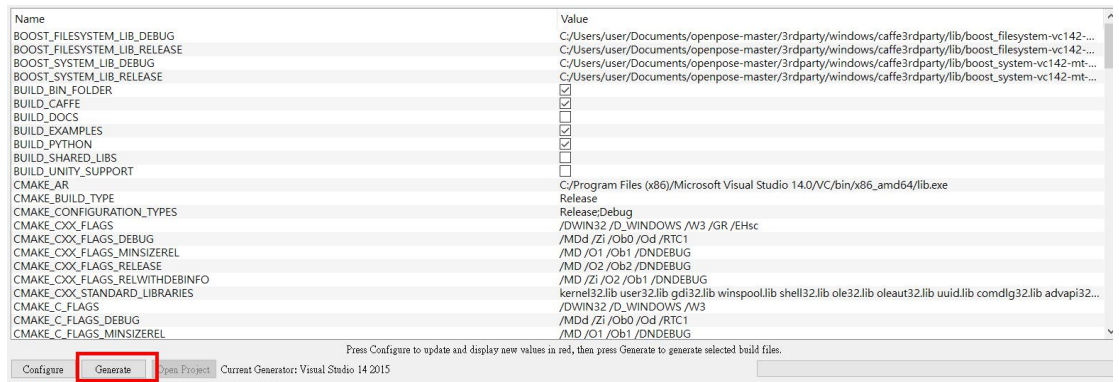 Name Value
BOOST_FILESYSTEM_LIB_DEBUG C:/Users/user/Documents/openpose-master/3rdparty/windows/caffe3rdparty/lib/boost_filesystem-vc142-...
BOOST_FILESYSTEM_LIB_RELEASE C:/Users/user/Documents/openpose-master/3rdparty/windows/caffe3rdparty/lib/boost_filesystem-vc142-...
BOOST_SYSTEM_LIB_DEBUG C:/Users/user/Documents/openpose-master/3rdparty/windows/caffe3rdparty/lib/boost_system-vc142-mt-...
BOOST_SYSTEM_LIB_RELEASE C:/Users/user/Documents/openpose-master/3rdparty/windows/caffe3rdparty/lib/boost_system-vc142-mt-...
BUILD_BIN_FOLDER
BUILD_CAFFE
BUILD_DOCS
BUILD_EXAMPLES
BUILD_PYTHON
BUILD_SHARED_LIBS
BUILD_UNITY_SUPPORT
CMAKE_AR C:/Program Files (x86)/Microsoft Visual Studio 14.0/VC/bin/x86_amd64/lib.exe
CMAKE_BUILD_TYPE Release
CMAKE_CONFIGURATION_TYPES Release;Debug
CMAKE_CXX_FLAGS /DWIN32 /D_WINDOWS /W3 /GR /EHsc
CMAKE_CXX_FLAGS_DEBUG /MDd /Zi /Ob0 /Od /RTC1
CMAKE_CXX_FLAGS_MINSIZEREL /MD /O1 /Ob1 /DNDEBUG
CMAKE_CXX_FLAGS_RELEASE /MD /O2 /Ob2 /DNDEBUG
CMAKE_CXX_FLAGS_RELWITHDEBINFO /MD /Zi /O2 /Ob1 /DNDEBUG
CMAKE_CXX_STANDARD_LIBRARIES kernel32.lib user32.lib gdi32.lib winspool.lib shell32.lib ole32.lib oleaut32.lib uuid.lib comdlg32.lib advapi32...
CMAKE_C_FLAGS /DWIN32 /D_WINDOWS /W3
CMAKE_C_FLAGS_DEBUG /MDd /Zi /Ob0 /Od /RTC1
CMAKE_C_FLAGS_MINSIZEREL /MD /O1 /Ob1 /DNDEBUG
Press Configure to update and display new values in red, then press Generate to generate selected build files.
Configure Generate Open Project Current Generator: Visual Studio 14 2015